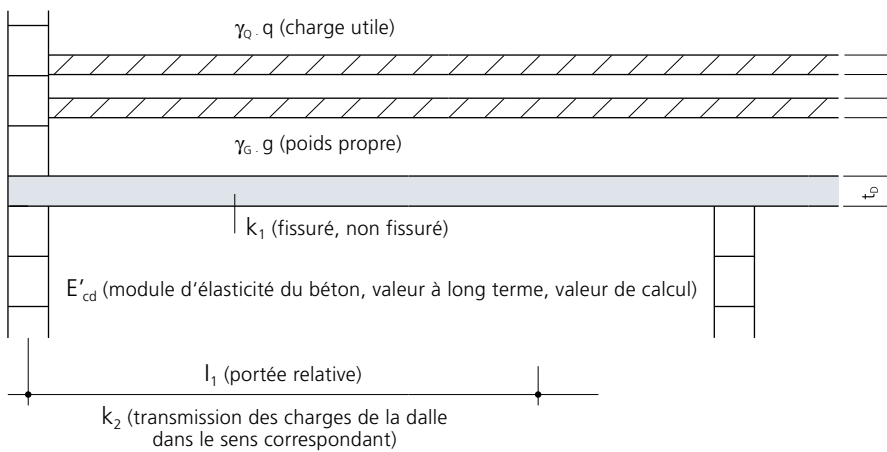 γQ . q (charge utile)
γG . g (poids propre)
tD
k1 (fissuré, non fissuré)
E′cd (module d’élasticité du béton, valeur à long terme, valeur de calcul)
l1 (portée relative)
k2 (transmission des charges de la dalle
dans le sens correspondant)